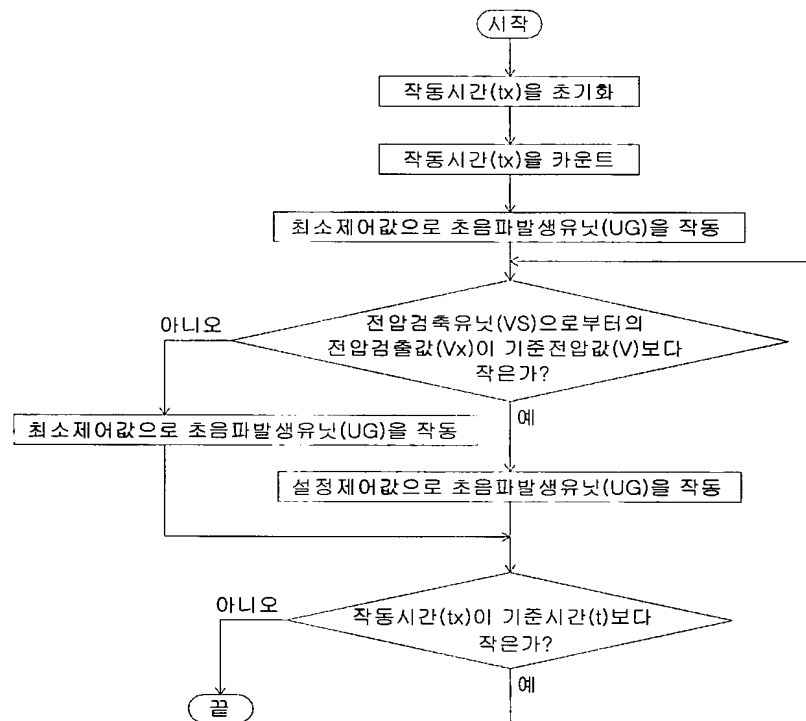 시작
작동시간(tx)을 초기화
작동시간(tx)을 카운트
최소제어값으로 초음파발생유닛(UG)을 작동
아니오
전압검축유닛(VS)으로부터의
전압검출값(Vx)이 기준전압값(V)보다
작은가?
예
최소제어값으로 초음파발생유닛(UG)을 작동
설정제어값으로 초음파발생유닛(UG)을 작동
아니오
작동시간(tx)이 기준시간(t)보다
작은가?
예
끝